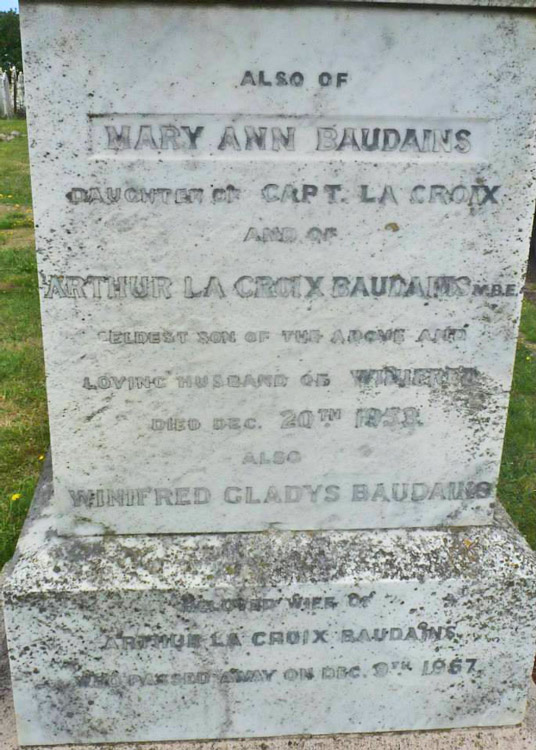 ALSO OF
MARY ANN BAUDAINS
DAUGHTER OF CAPT. LA CROIX
AND OF
ARTHUR LA CROIX BAUDAINS M.B.E.
ELDEST SON OF THE ABOVE AND
LOVING HUSBAND OF WINIFRED
DIED DEC. 20TH 1938.
ALSO
WINIFRED GLADYS BAUDAINS
BELOVED WIFE OF
ARTHUR LA CROIX BAUDAINS,
WHO PASSED AWAY ON DEC. 9TH 1967.